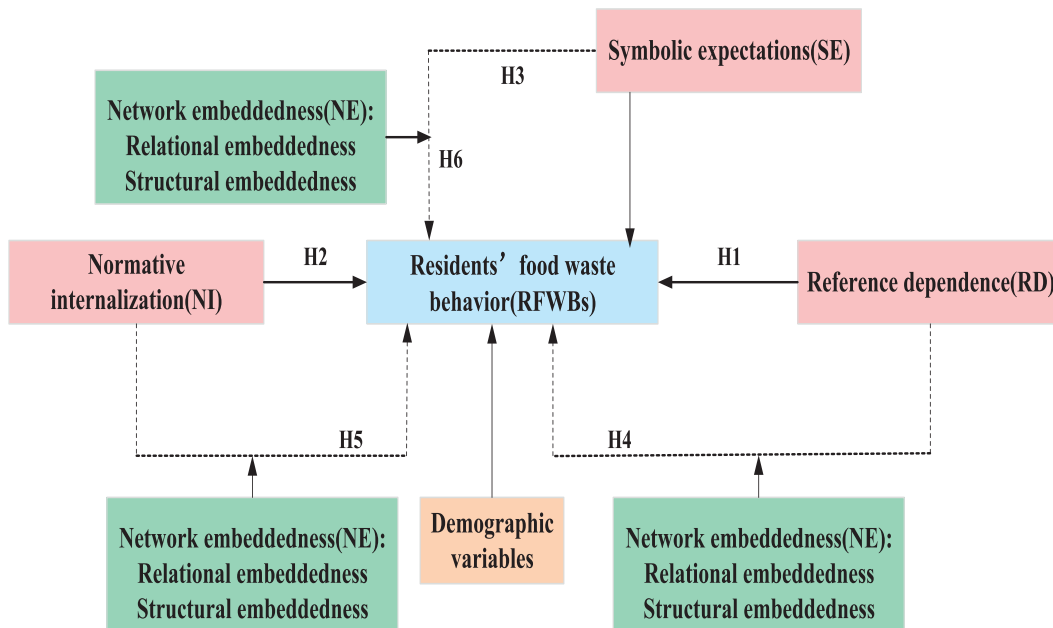 Symbolic expectations(SE)
H3
Network embeddedness(NE):
Relational embeddedness
Structural embeddedness
H6
Normative
internalization(NI)
H2
Residents’ food waste
behavior(RFWBs)
H1
Reference dependence(RD)
H5
H4
Network embeddedness(NE):
Relational embeddedness
Structural embeddedness
Demographic
variables
Network embeddedness(NE):
Relational embeddedness
Structural embeddedness